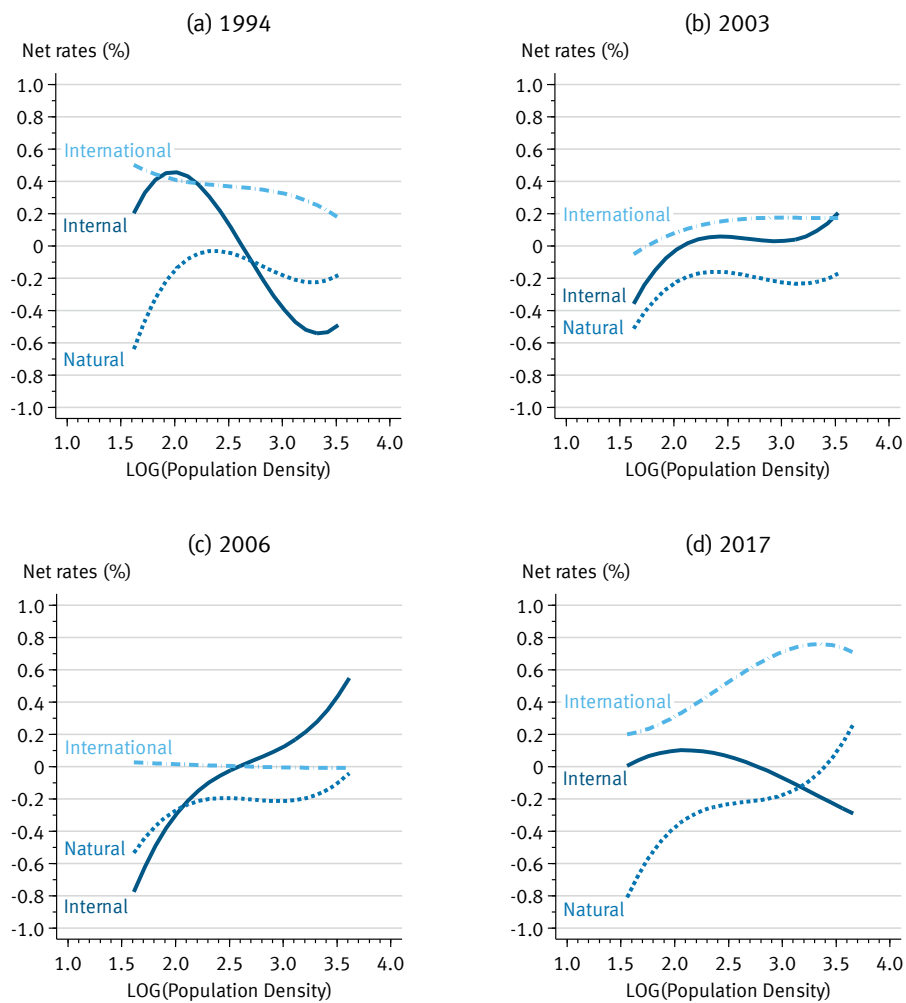 (a) 1994
Net rates (%)
1.0
0.8
0.6
International
0.4
0.2
Internal
0
-0.2
-0.4
-0.6
Natural
-0.8
-1.0
1.0 1.5 2.0 2.5 3.0 3.5 4.0
LOG(Population Density)
(b) 2003
Net rates (%)
1.0
0.8
0.6
0.4
0.2
International
0
-0.2
Internal
-0.4
Natural
-0.6
-0.8
-1.0
1.0 1.5 2.0 2.5 3.0 3.5 4.0
LOG(Population Density)
(c) 2006
Net rates (%)
1.0
0.8
0.6
0.4
0.2
International
0
-0.2
-0.4
Natural
-0.6
-0.8
Internal
-1.0
1.0 1.5 2.0 2.5 3.0 3.5 4.0
LOG(Population Density)
(d) 2017
Net rates (%)
1.0
0.8
0.6
0.4
International
0.2
0
Internal
-0.2
-0.4
-0.6
-0.8
Natural
-1.0
1.0 1.5 2.0 2.5 3.0 3.5 4.0
LOG(Population Density)